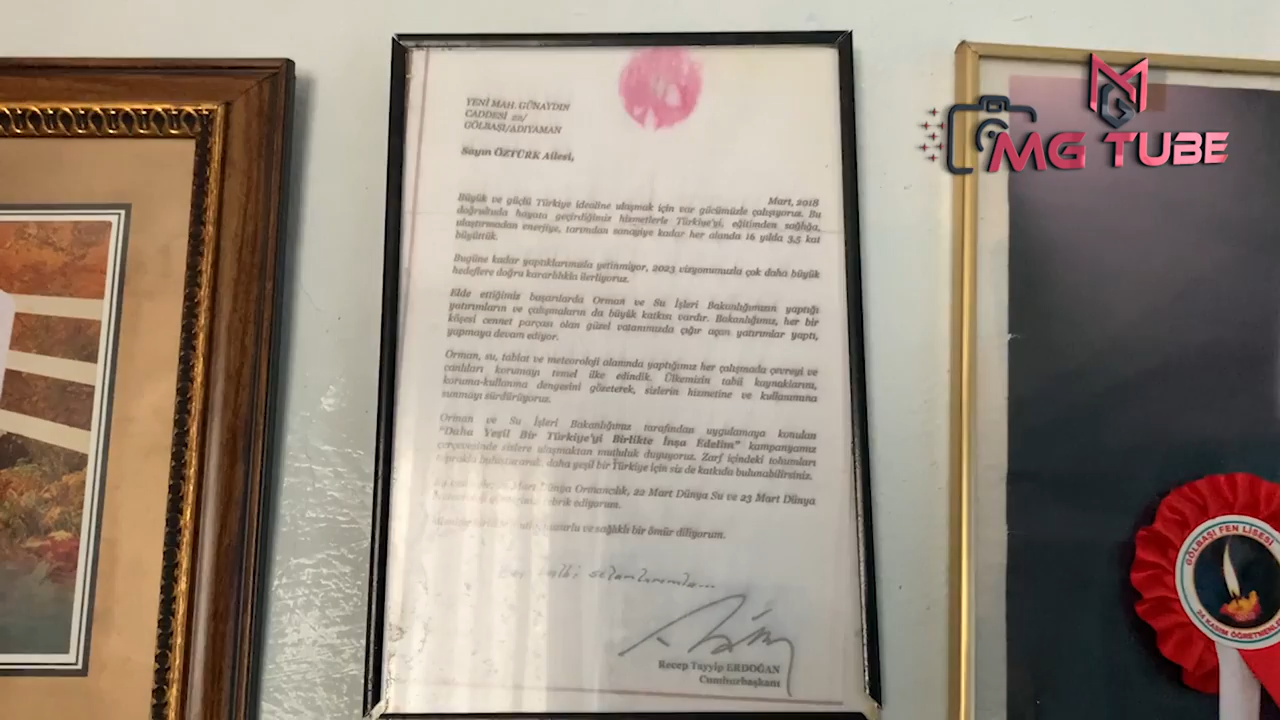 YENİ MAH. GÜNAYDIN
CADDESİ 22/
GÖLBAŞI/ADIYAMAN
Sayın ÖZTÜRK Ailesi,
Mart, 2018
Büyük ve güçlü Türkiye idealine ulaşmak için var gücümüzle çalışıyoruz. Bu
doğrultuda hayata geçirdiğimiz hizmetlerle Türkiye'yi, eğitimden sağlığa,
ulaştırmadan enerjiye, tarımdan sanayiye kadar her alanda 16 yılda 3,5 kat
büyüttük.
Bugüne kadar yaptıklarımızla yetinmiyor, 2023 vizyonumuzla çok daha büyük
hedeflere doğru kararlılıkla ilerliyoruz.
Elde ettiğimiz başarılarda Orman ve Su İşleri Bakanlığımızın yaptığı
yatırımların ve çalışmaların da büyük katkısı vardır. Bakanlığımız, her bir
köşesi cennet parçası olan güzel vatanımızda çığır açan yatırımlar yaptı,
yapmaya devam ediyor.
Orman, su, tabiat ve meteoroloji alanında yaptığımız her çalışmada çevreyi ve
canlıları korumayı temel ilke edindik. Ülkemizin tabii kaynaklarını,
koruma-kullanma dengesini gözeterek, sizlerin hizmetine ve kullanımına
sunmayı sürdürüyoruz.
Orman ve Su İşleri Bakanlığımız tarafından uygulamaya konulan
"Daha Yeşil Bir Türkiye'yi Birlikte İnşa Edelim" kampanyamız
çerçevesinde sizlere ulaşmaktan mutluluk duyuyoruz. Zarf içindeki tohumları
toprakla buluşturarak daha yeşil bir Türkiye için siz de katkıda bulunabilirsiniz.
Mart Dünya Ormancılık, 22 Mart Dünya Su ve 23 Mart Dünya
tebrik ediyorum.
huzurlu ve sağlıklı bir ömür diliyorum.
kalbi selamlarımla...
Recep Tayyip ERDOĞAN
Cumhurbaşkanı
MG TUBE
GÖLBAŞI FEN LİSESİ
24 KASIM ÖĞRETMENLER